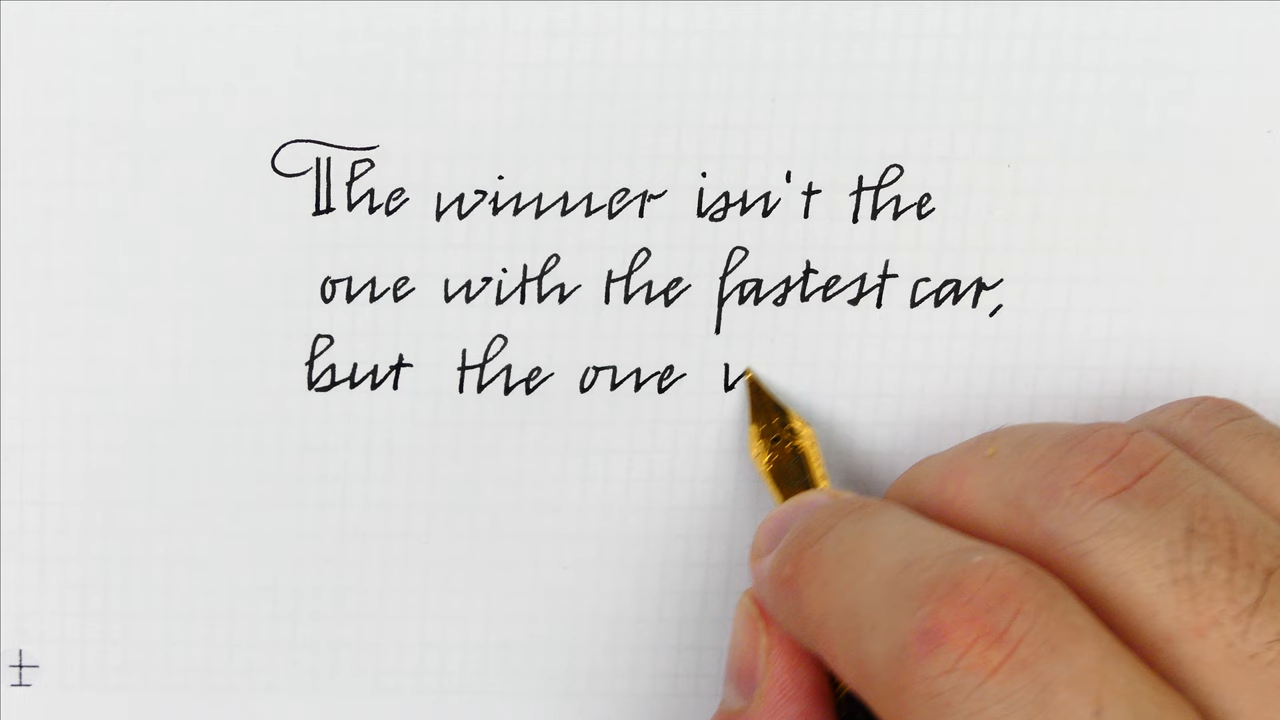 The winner isn't the
one with the fastest car,
but the one